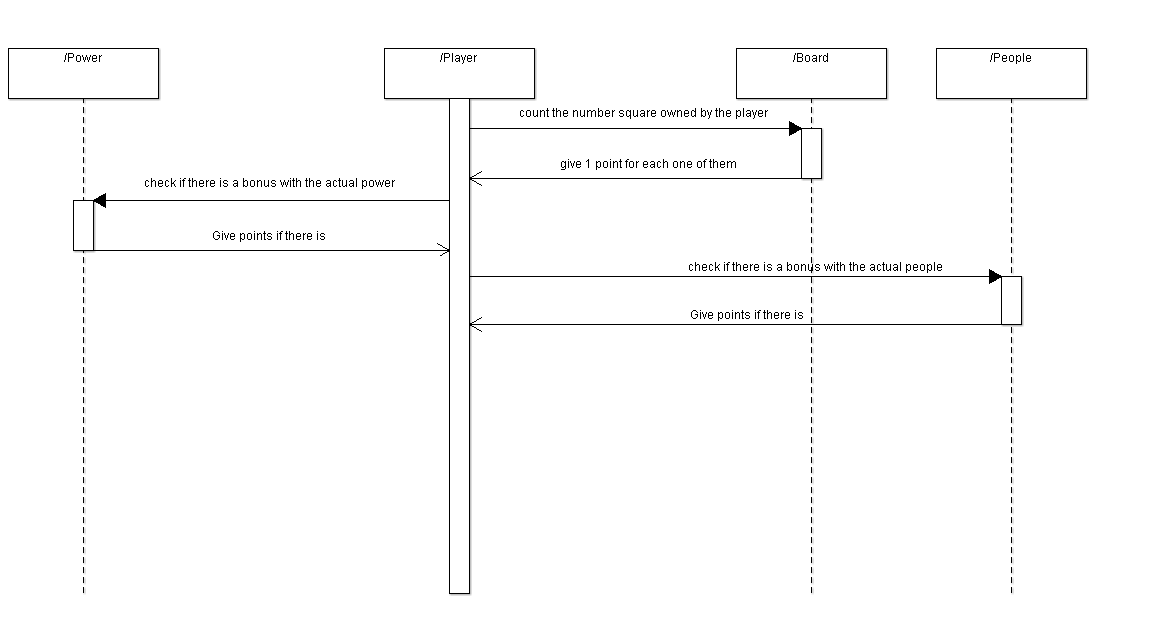 /Power
/Player
/Board
/People
count the number square owned by the player
give 1 point for each one of them
check if there is a bonus with the actual power
Give points if there is
check if there is a bonus with the actual people
Give points if there is